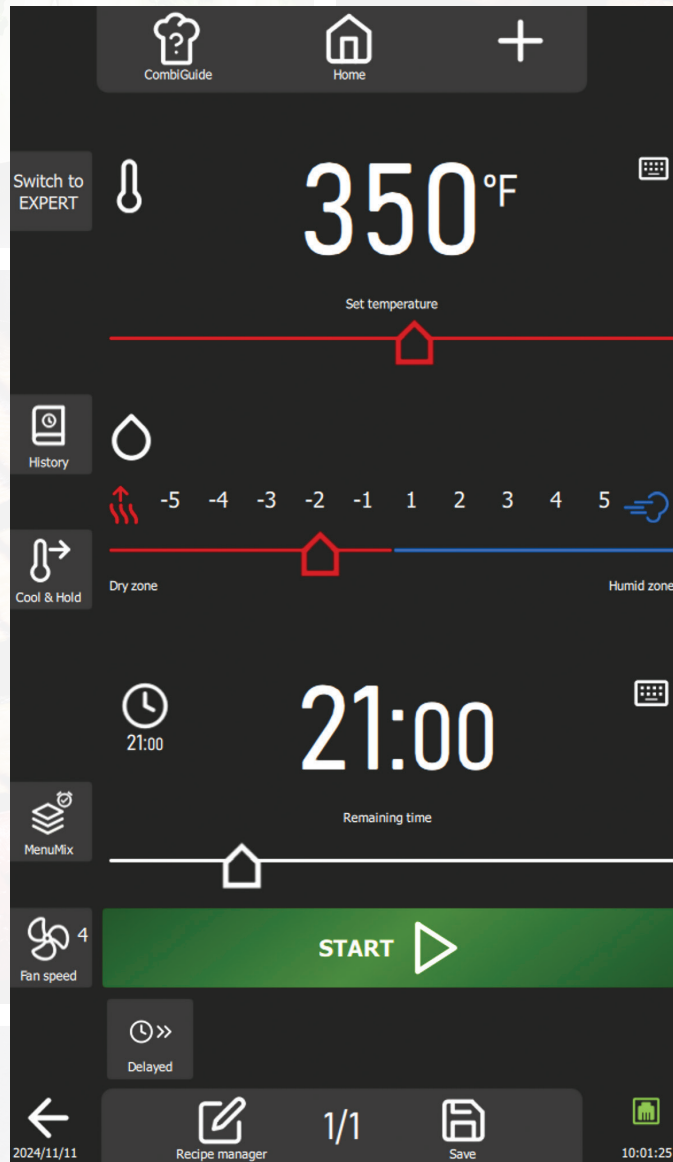 CombiGuide
Home
Switch to
EXPERT
350°F
Set temperature
History
-5 -4 -3 -2 -1 1 2 3 4 5
Cool & Hold
Dry zone
Humid zone
21:00
21:00
Remaining time
MenuMix
4
Fan speed
START
Delayed
1/1
2024/11/11
Recipe manager
Save
10:01:25